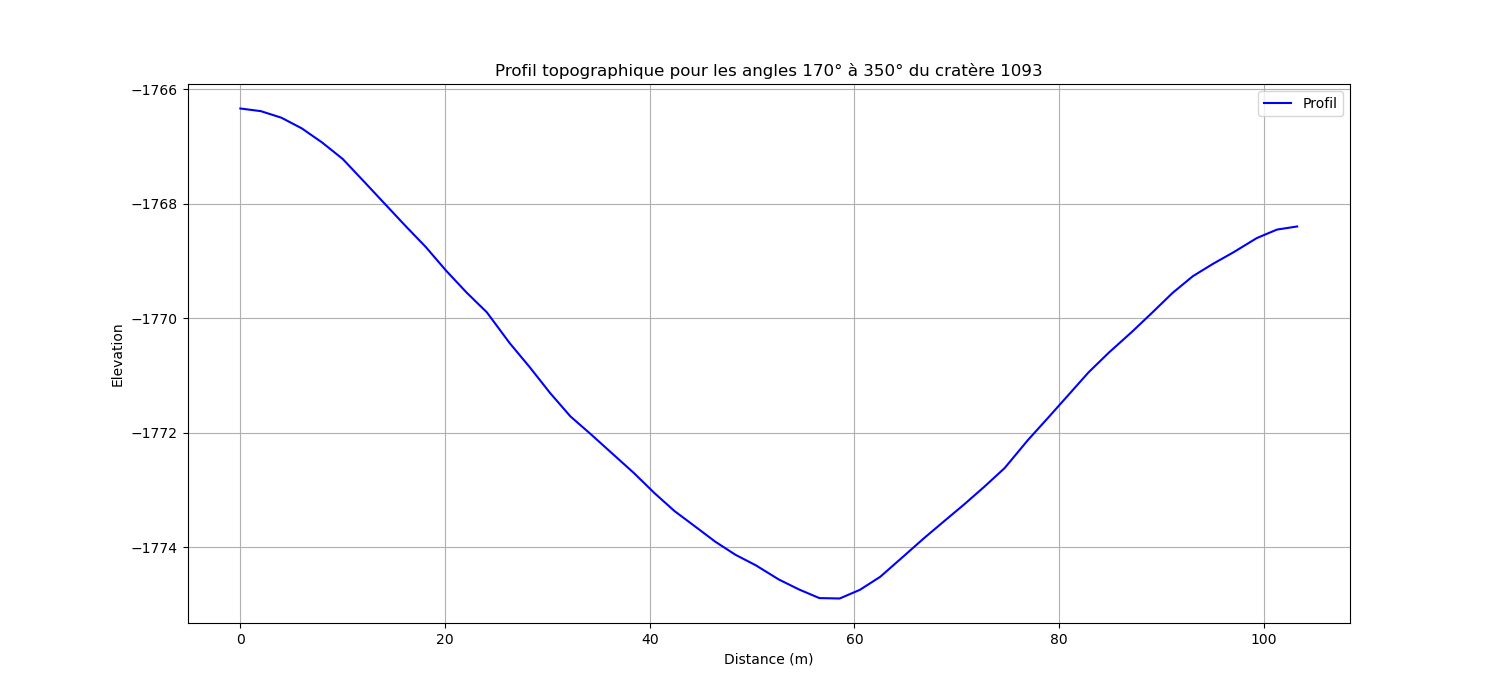 Profil topographique pour les angles 170° à 350° du cratère 1093
Profil
−1766
−1768
−1770
−1772
−1774
Elevation
0 20 40 60 80 100
Distance (m)